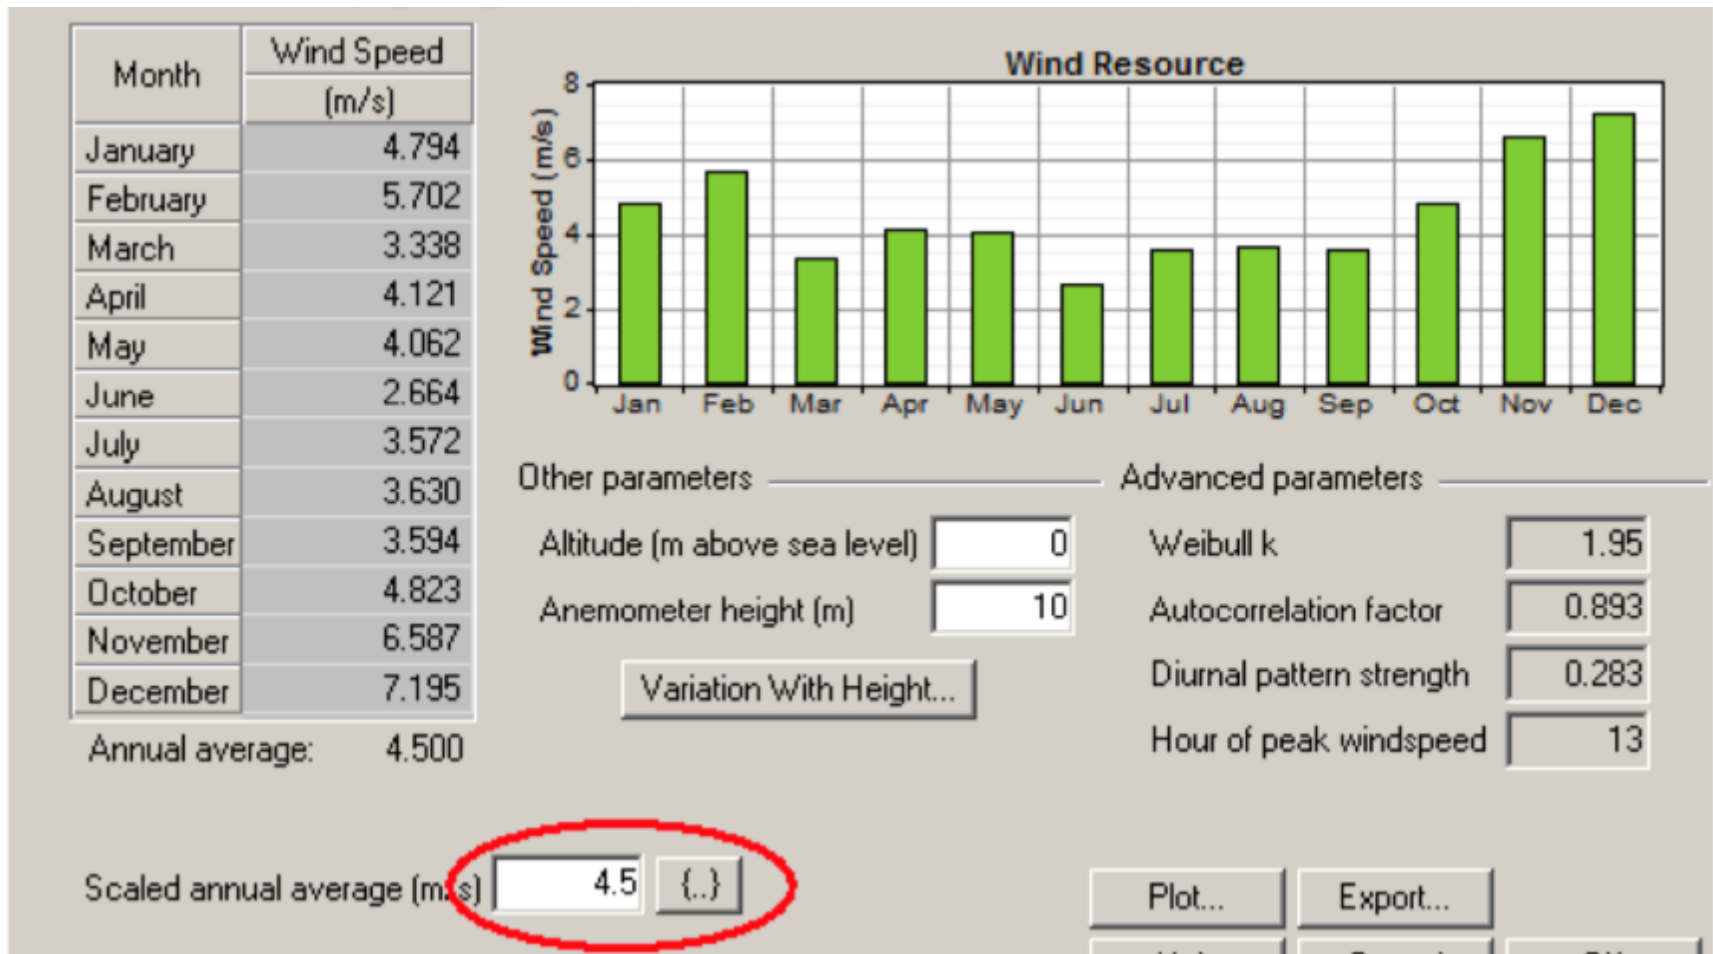 Month Wind Speed
(m/s)
January 4.794
February 5.702
March 3.338
April 4.121
May 4.062
June 2.664
July 3.572
August 3.630
September 3.594
October 4.823
November 6.587
December 7.195
Annual average: 4.500
Scaled annual average (m/s) 4.5 {..}
Wind Resource
Wind Speed (m/s)
8
6
4
2
0
Jan Feb Mar Apr May Jun Jul Aug Sep Oct Nov Dec
Other parameters
Altitude (m above sea level) 0
Anemometer height (m) 10
Variation With Height...
Advanced parameters
Weibull k 1.95
Autocorrelation factor 0.893
Diurnal pattern strength 0.283
Hour of peak windspeed 13
Plot... Export...